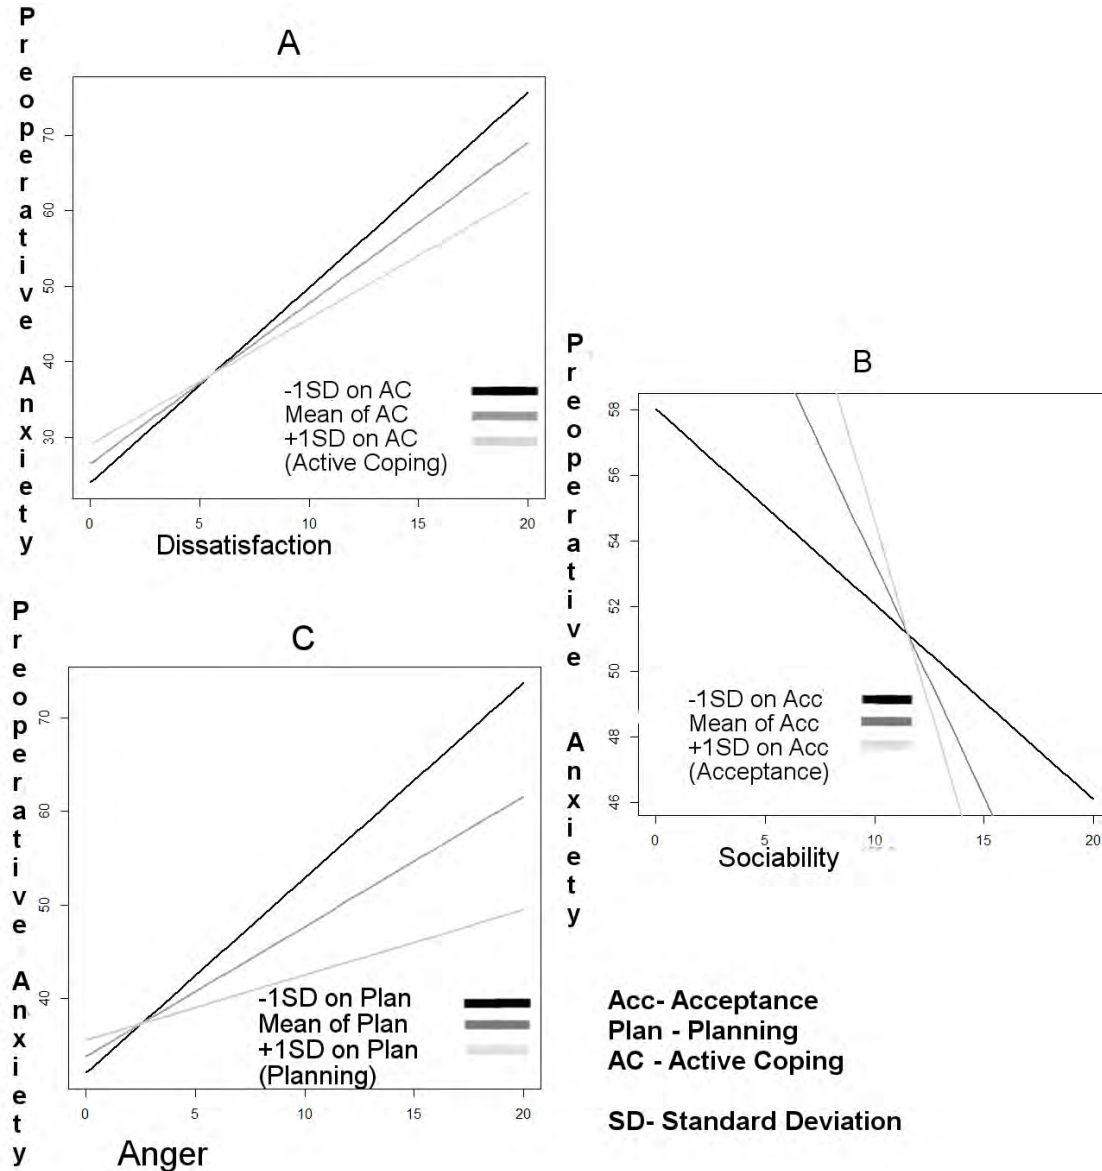 Preoperative Anxiety
A
70
60
50
40
30
-1SD on AC
Mean of AC
+1SD on AC
(Active Coping)
0 5 10 15 20
Dissatisfaction
Preoperative Anxiety
B
58
56
54
52
50
48
46
-1SD on Acc
Mean of Acc
+1SD on Acc
(Acceptance)
0 5 10 15 20
Sociability
Preoperative Anxiety
C
70
60
50
40
-1SD on Plan
Mean of Plan
+1SD on Plan
(Planning)
0 5 10 15 20
Anger
Acc- Acceptance
Plan - Planning
AC - Active Coping
SD- Standard Deviation